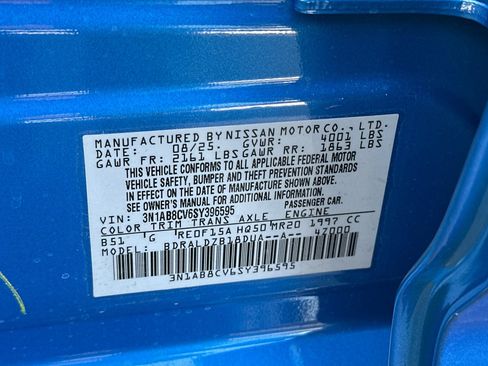 MANUFACTURED BY NISSAN MOTOR CO., LTD.
DATE: 08/25 GVWR: 4001 LBS
GAWR FR: 2161 LBS GAWR RR: 1863 LBS
THIS VEHICLE CONFORMS TO ALL APPLICABLE FEDERAL MOTOR
VEHICLE SAFETY, BUMPER AND THEFT PREVENTION STANDARDS
IN EFFECT ON THE DATE OF MANUFACTURE SHOWN ABOVE.
SEE OWNER'S MANUAL FOR ADDITIONAL INFORMATION
VIN: 3N1AB8CV6SY396595 PASSENGER CAR.
COLOR TRIM TRANS AXLE ENGINE
B51 G RE0F15A HQ50 MR20 1997 CC
MODEL: BDRALDZB18DUA--A-- 47000
3N1AB8CV6SY396595